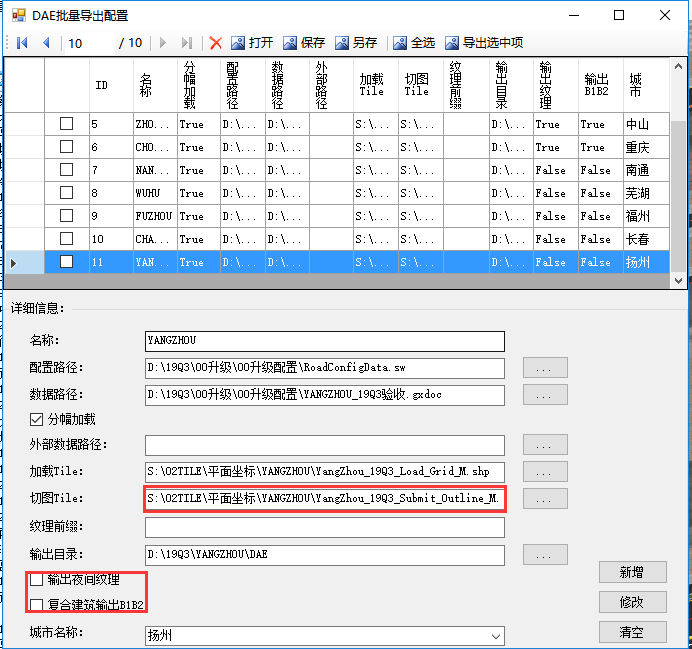 DAE批量导出配置
10 / 10 打开 保存 另存 全选 导出选中项
ID 名称 分幅加载 配置路径 数据路径 外部路径 加载Tile 切图Tile 纹理前缀 输出目录 输出纹理 输出B1B2 城市
5 ZHO... True D:\... D:\... S:\... S:\... D:\... True True 中山
6 CHO... True D:\... D:\... S:\... S:\... D:\... True True 重庆
7 NAN... True D:\... D:\... S:\... S:\... D:\... False False 南通
8 WUHU True D:\... D:\... S:\... S:\... D:\... False False 芜湖
9 FUZHOU True D:\... D:\... S:\... S:\... D:\... False False 福州
10 CHA... True D:\... D:\... S:\... S:\... D:\... False False 长春
11 YAN... True D:\... D:\... S:\... S:\... D:\... False False 扬州
详细信息:
名称: YANGZHOU
配置路径: D:\19Q3\00升级\00升级配置\RoadConfigData.sw ...
数据路径: D:\19Q3\00升级\00升级配置\YANGZHOU_19Q3验收.gxdoc ...
分幅加载
外部数据路径: ...
加载Tile: S:\02TILE\平面坐标\YANGZHOU\YangZhou_19Q3_Load_Grid_M.shp ...
切图Tile: S:\02TILE\平面坐标\YANGZHOU\YangZhou_19Q3_Submit_Outline_M. ...
纹理前缀:
输出目录: D:\19Q3\YANGZHOU\DAE ...
输出夜间纹理
新增
复合建筑输出B1B2
修改
城市名称: 扬州
清空